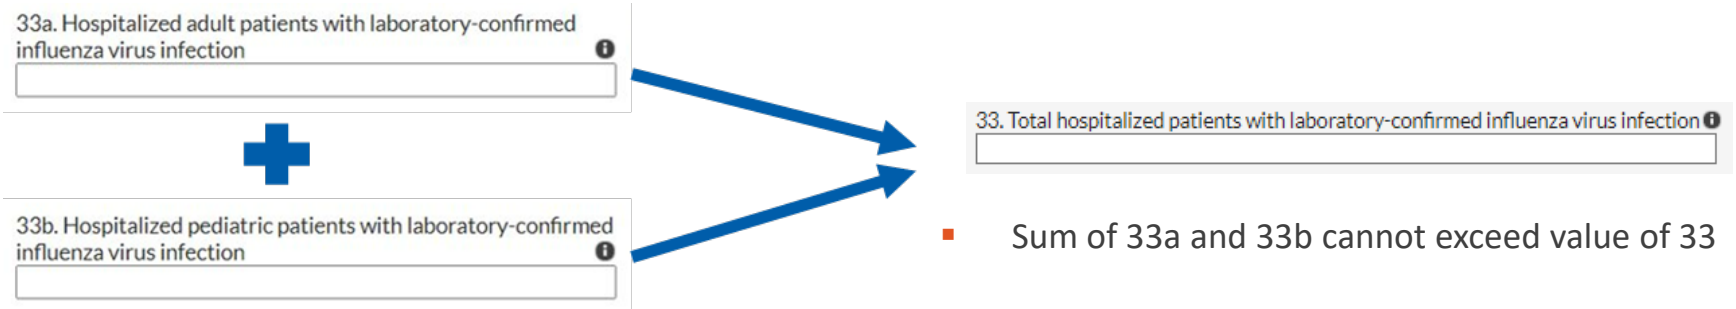 33a. Hospitalized adult patients with laboratory-confirmed
influenza virus infection
33b. Hospitalized pediatric patients with laboratory-confirmed
influenza virus infection
33. Total hospitalized patients with laboratory-confirmed influenza virus infection
▪ Sum of 33a and 33b cannot exceed value of 33